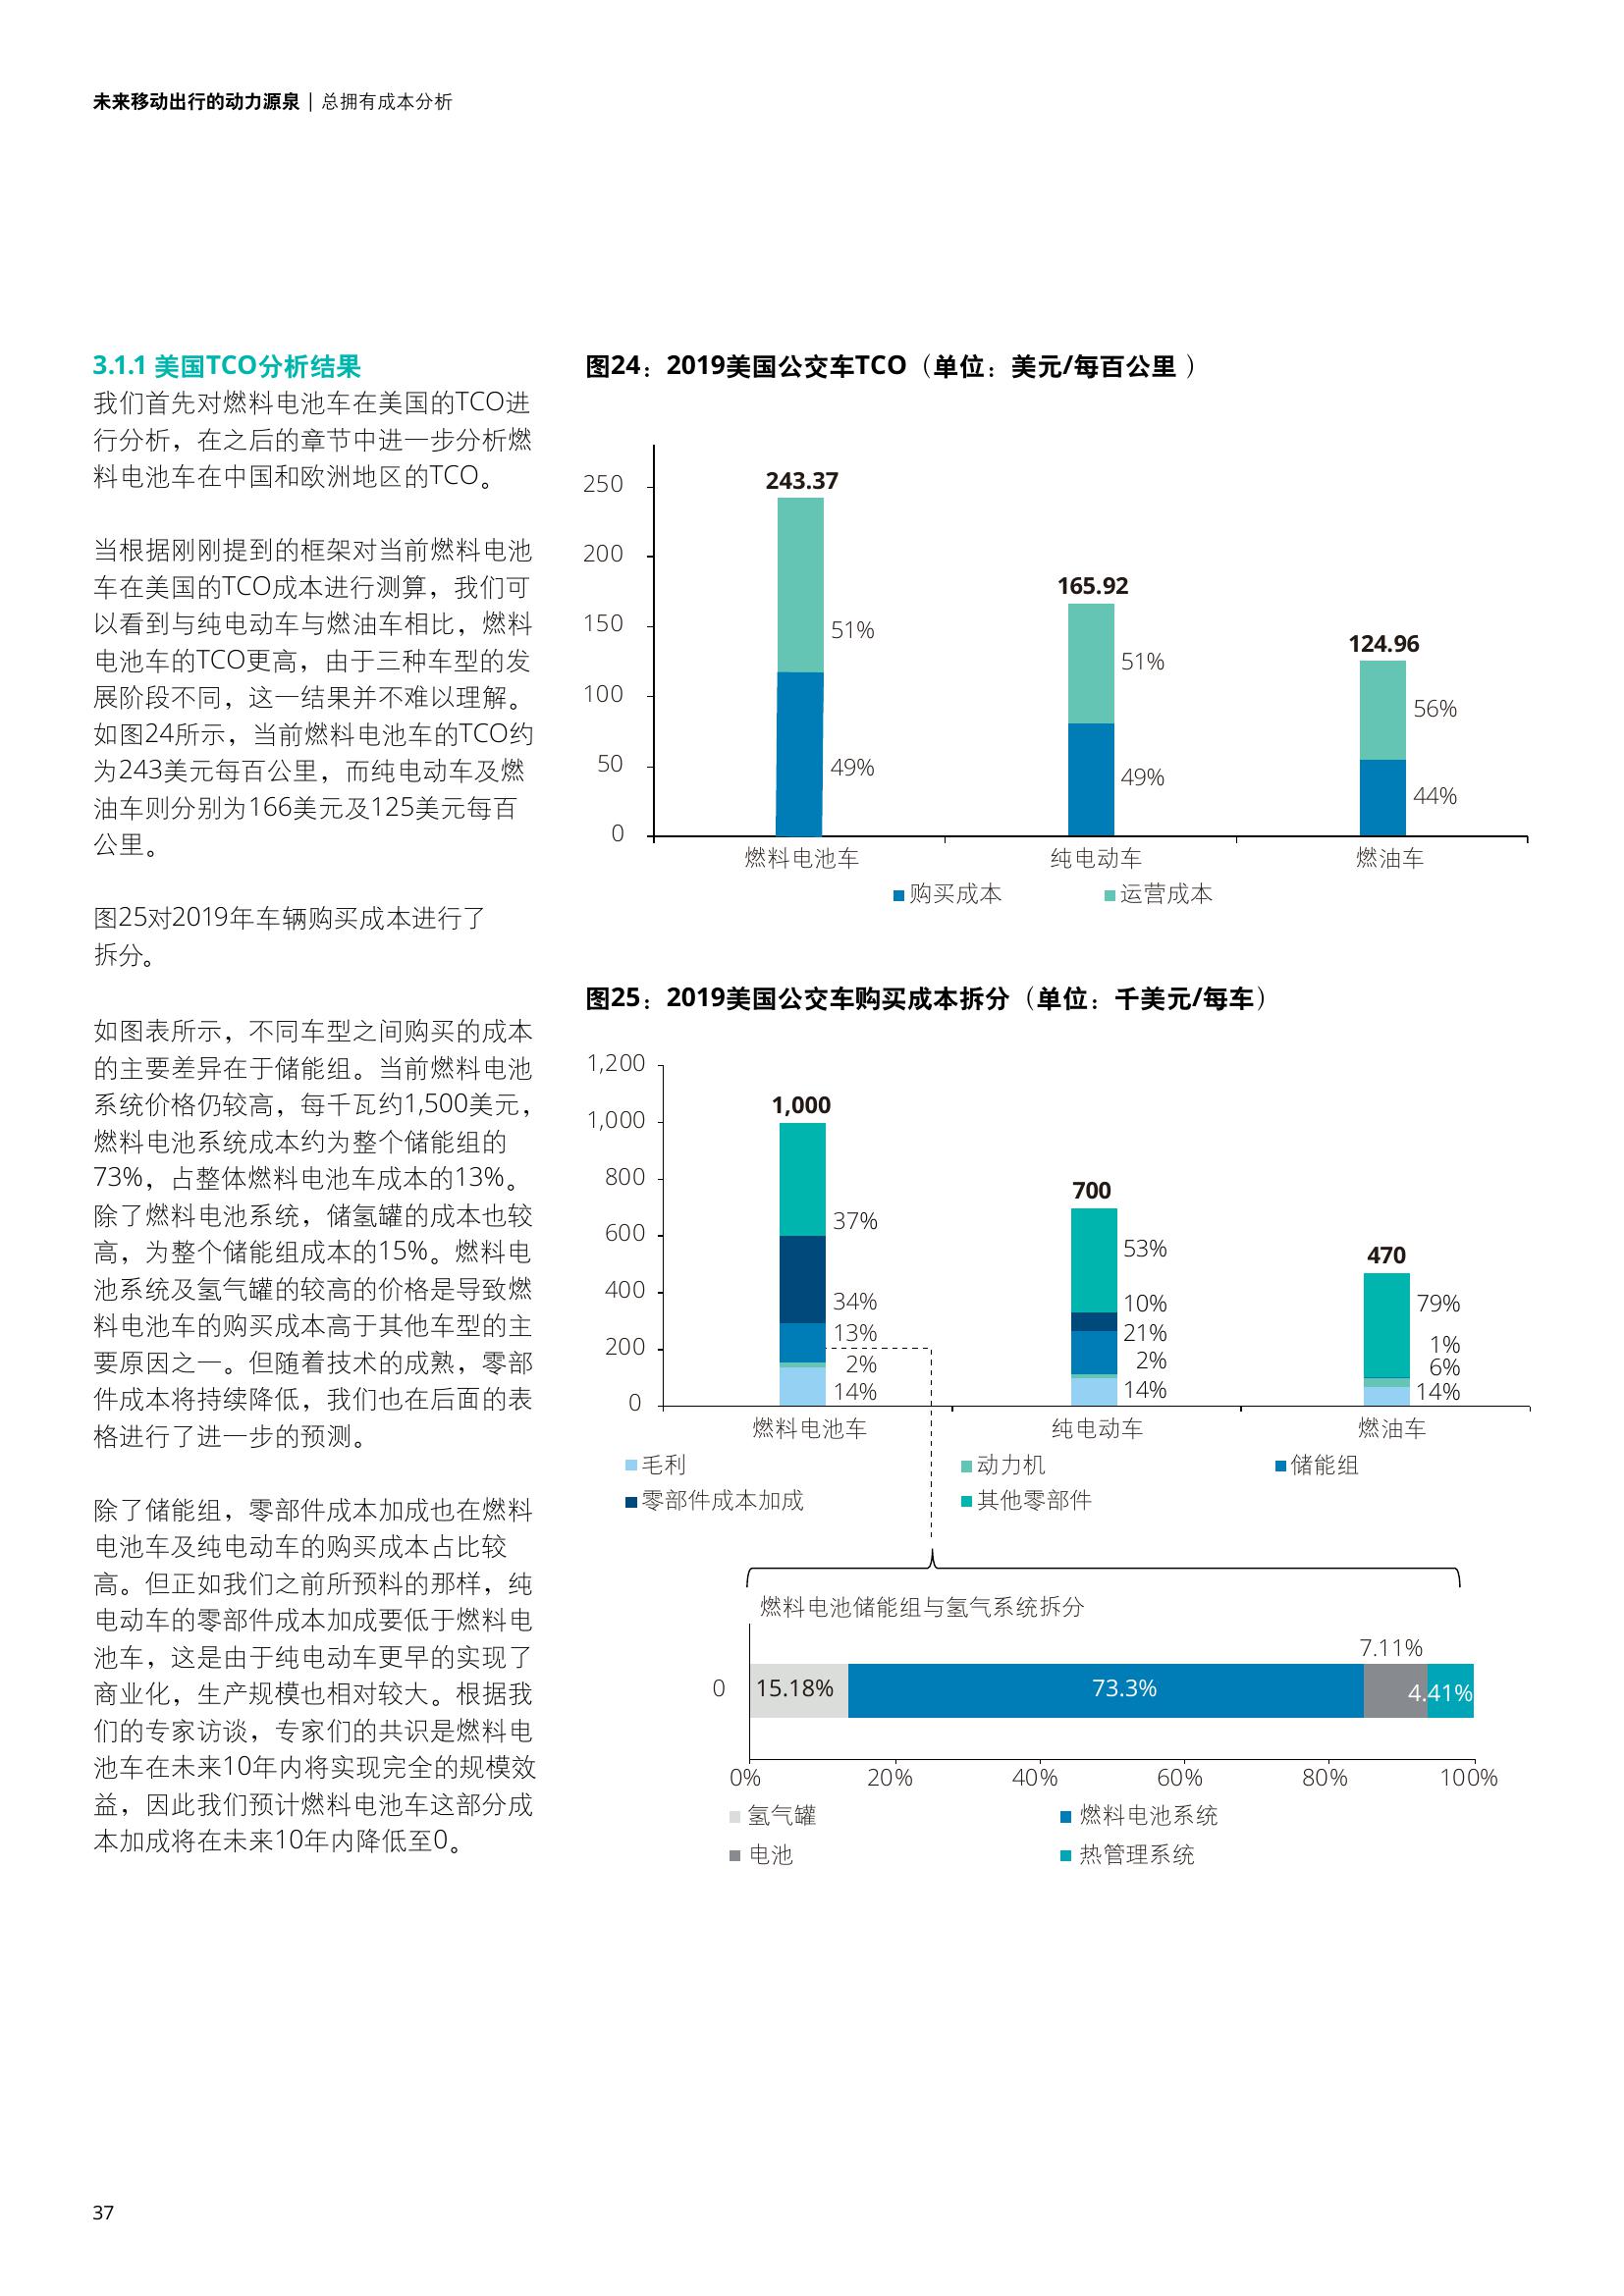 未来移动出行的动力源泉 | 总拥有成本分析
3.1.1 美国TCO分析结果
我们首先对燃料电池车在美国的TCO进
行分析，在之后的章节中进一步分析燃
料电池车在中国和欧洲地区的TCO。
当根据刚刚提到的框架对当前燃料电池
车在美国的TCO成本进行测算，我们可
以看到与纯电动车与燃油车相比，燃料
电池车的TCO更高，由于三种车型的发
展阶段不同，这一结果并不难以理解。
如图24所示，当前燃料电池车的TCO约
为243美元每百公里，而纯电动车及燃
油车则分别为166美元及125美元每百
公里。
图25对2019年车辆购买成本进行了
拆分。
如图表所示，不同车型之间购买的成本
的主要差异在于储能组。当前燃料电池
系统价格仍较高，每千瓦约1,500美元，
燃料电池系统成本约为整个储能组的
73%，占整体燃料电池车成本的13%。
除了燃料电池系统，储氢罐的成本也较
高，为整个储能组成本的15%。燃料电
池系统及氢气罐的较高的价格是导致燃
料电池车的购买成本高于其他车型的主
要原因之一。但随着技术的成熟，零部
件成本将持续降低，我们也在后面的表
格进行了进一步的预测。
除了储能组，零部件成本加成也在燃料
电池车及纯电动车的购买成本占比较
高。但正如我们之前所预料的那样，纯
电动车的零部件成本加成要低于燃料电
池车，这是由于纯电动车更早的实现了
商业化，生产规模也相对较大。根据我
们的专家访谈，专家们的共识是燃料电
池车在未来10年内将实现完全的规模效
益，因此我们预计燃料电池车这部分成
本加成将在未来10年内降低至0。
图24：2019美国公交车TCO（单位：美元/每百公里 ）
250
200
150
100
50
0
243.37
51%
49%
165.92
51%
49%
124.96
56%
44%
燃料电池车 纯电动车 燃油车
购买成本 运营成本
图25：2019美国公交车购买成本拆分（单位：千美元/每车）
1,200
1,000
800
600
400
200
0
1,000
37%
34%
13%
2%
14%
700
53%
10%
21%
2%
14%
470
79%
1%
6%
14%
燃料电池车 纯电动车 燃油车
毛利 动力机 储能组
零部件成本加成 其他零部件
燃料电池储能组与氢气系统拆分
7.11%
0 15.18% 73.3% 4.41%
0% 20% 40% 60% 80% 100%
氢气罐 燃料电池系统
电池 热管理系统
37